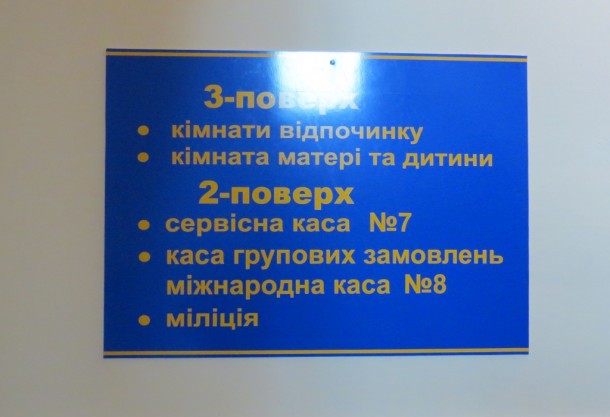 3-поверх
• кімнати відпочинку
• кімната матері та дитини
2-поверх
• сервісна каса №7
• каса групових замовлень
міжнародна каса №8
• міліція